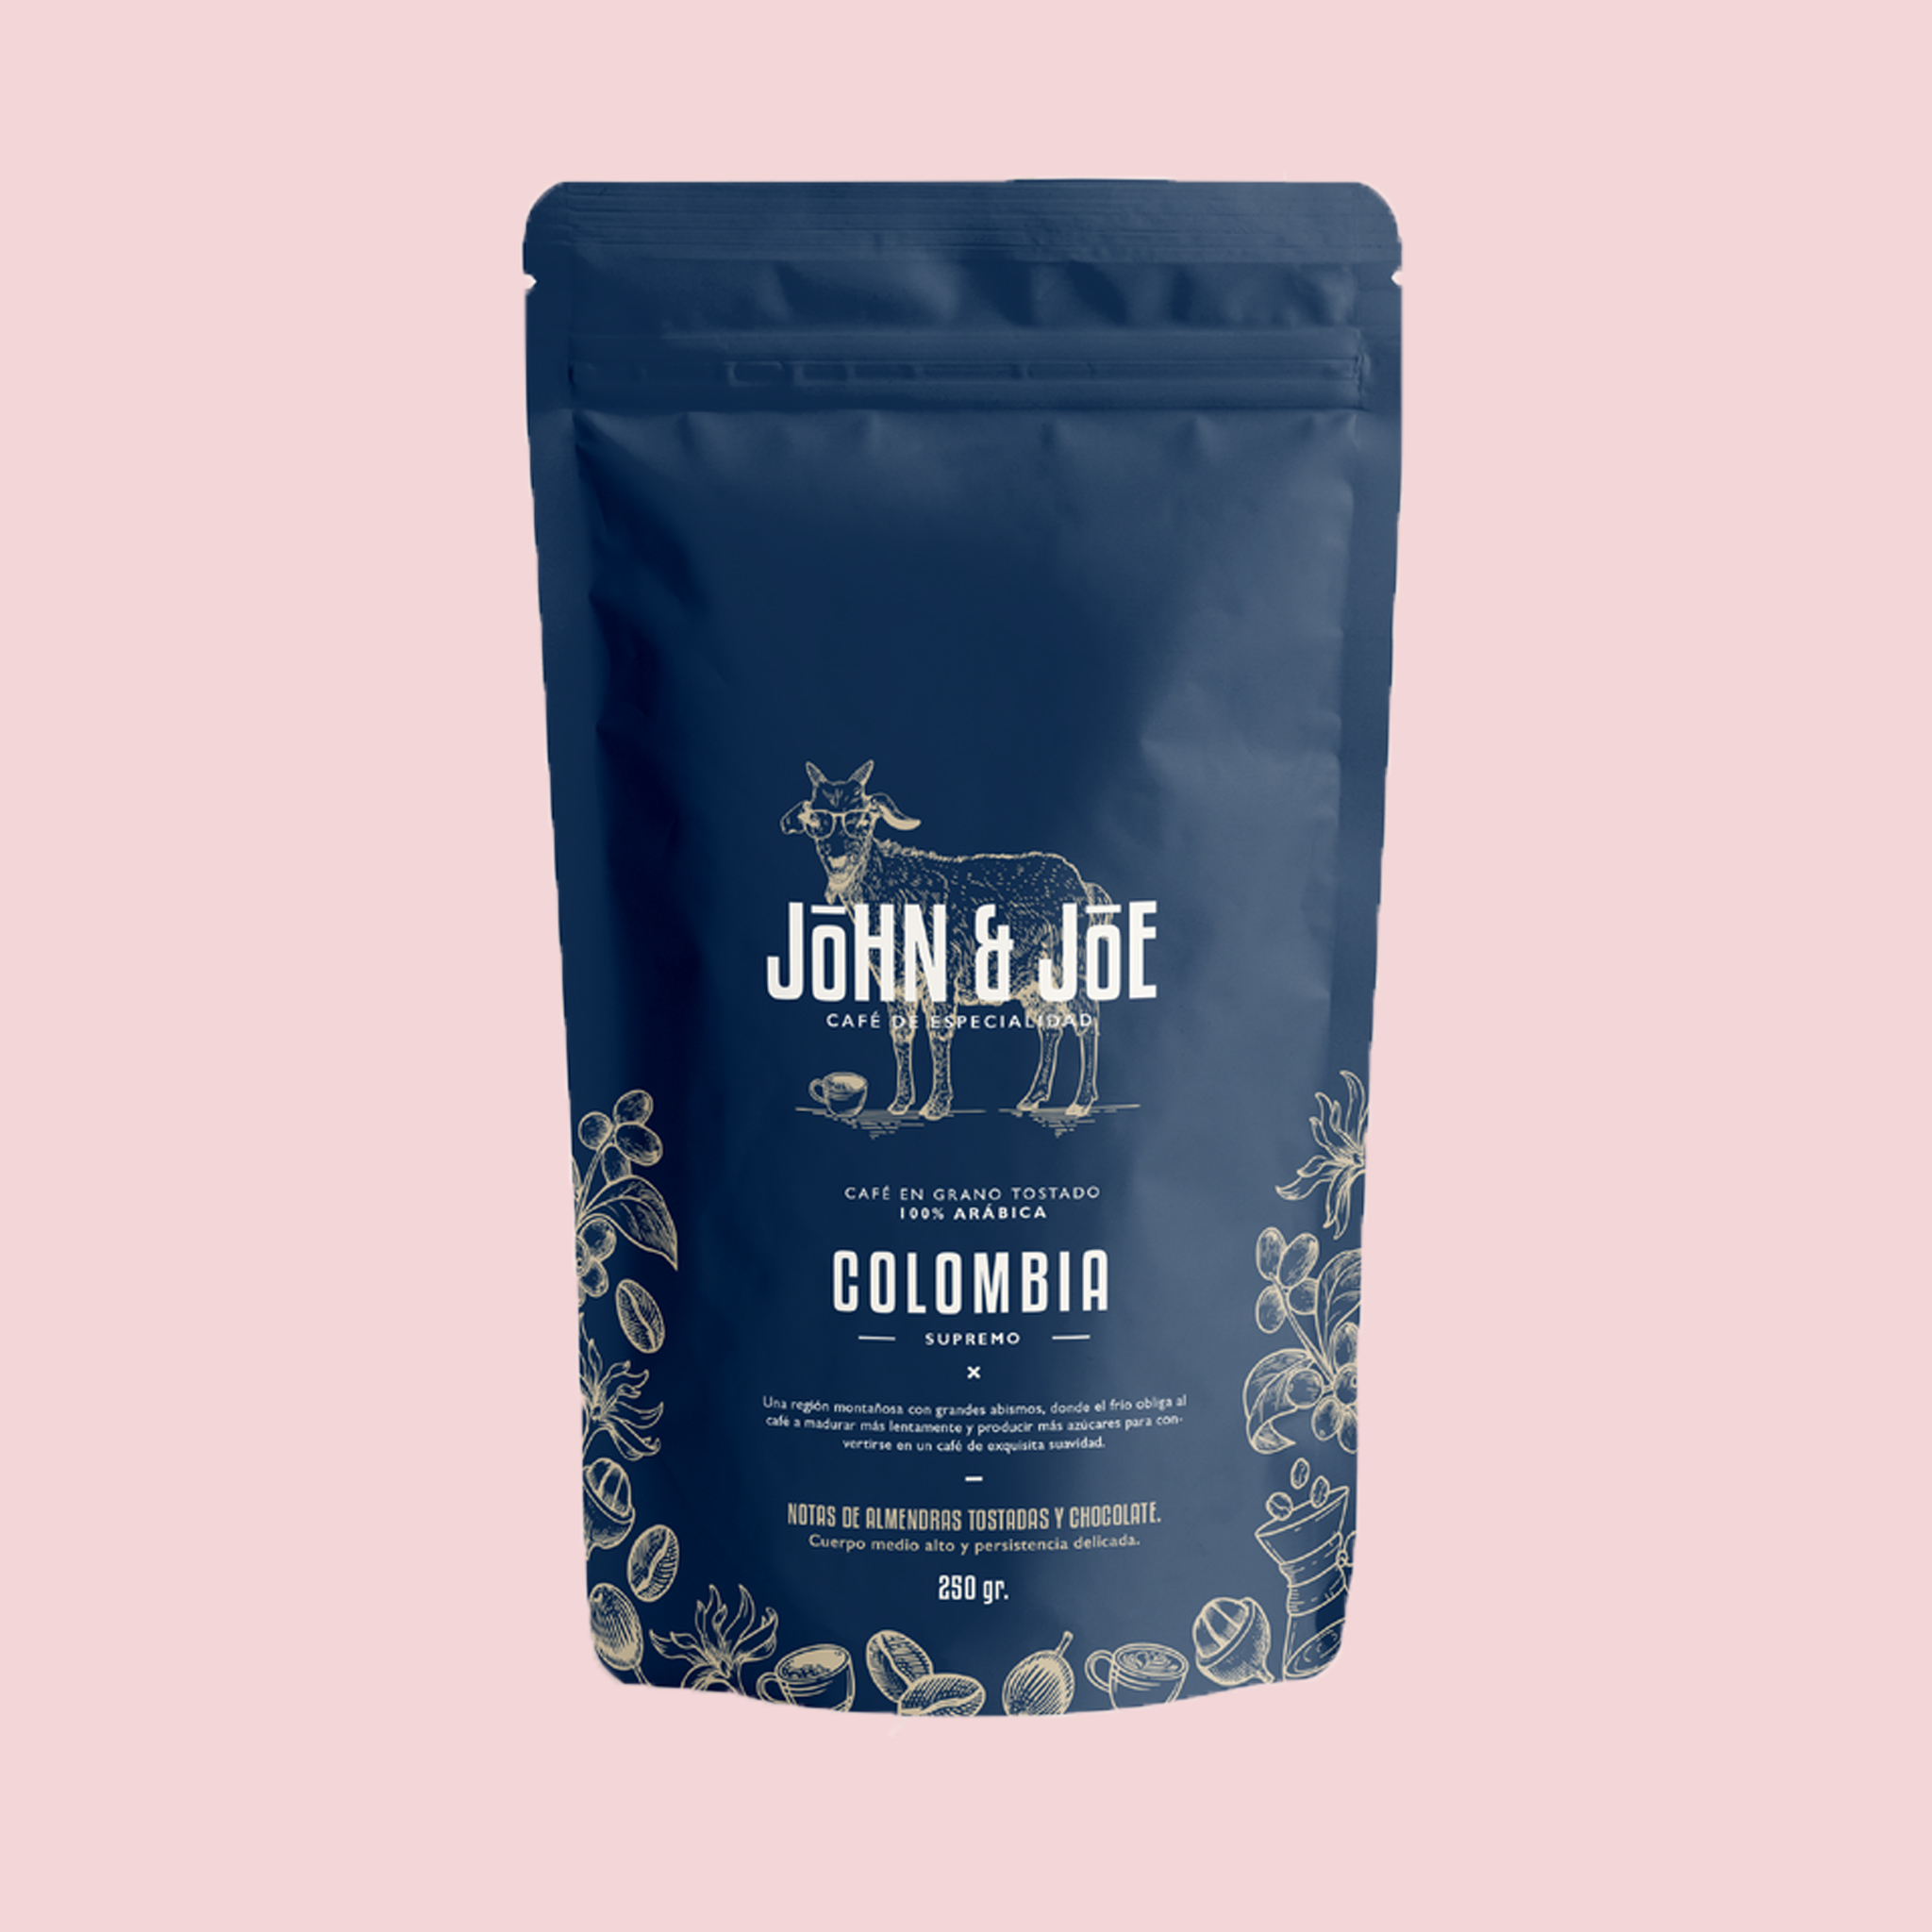 JōHN & JōE
CAFÉ DE ESPECIALIDAD
CAFÉ EN GRANO TOSTADO
100% ARÁBICA
COLOMBIA
SUPREMO
x
Una región montañosa con grandes abismos, donde el frío obliga al
café a madurar más lentamente y producir más azúcares para con-
vertirse en un café de exquisita suavidad.
NOTAS DE ALMENDRAS TOSTADAS Y CHOCOLATE.
Cuerpo medio alto y persistencia delicada.
250 gr.